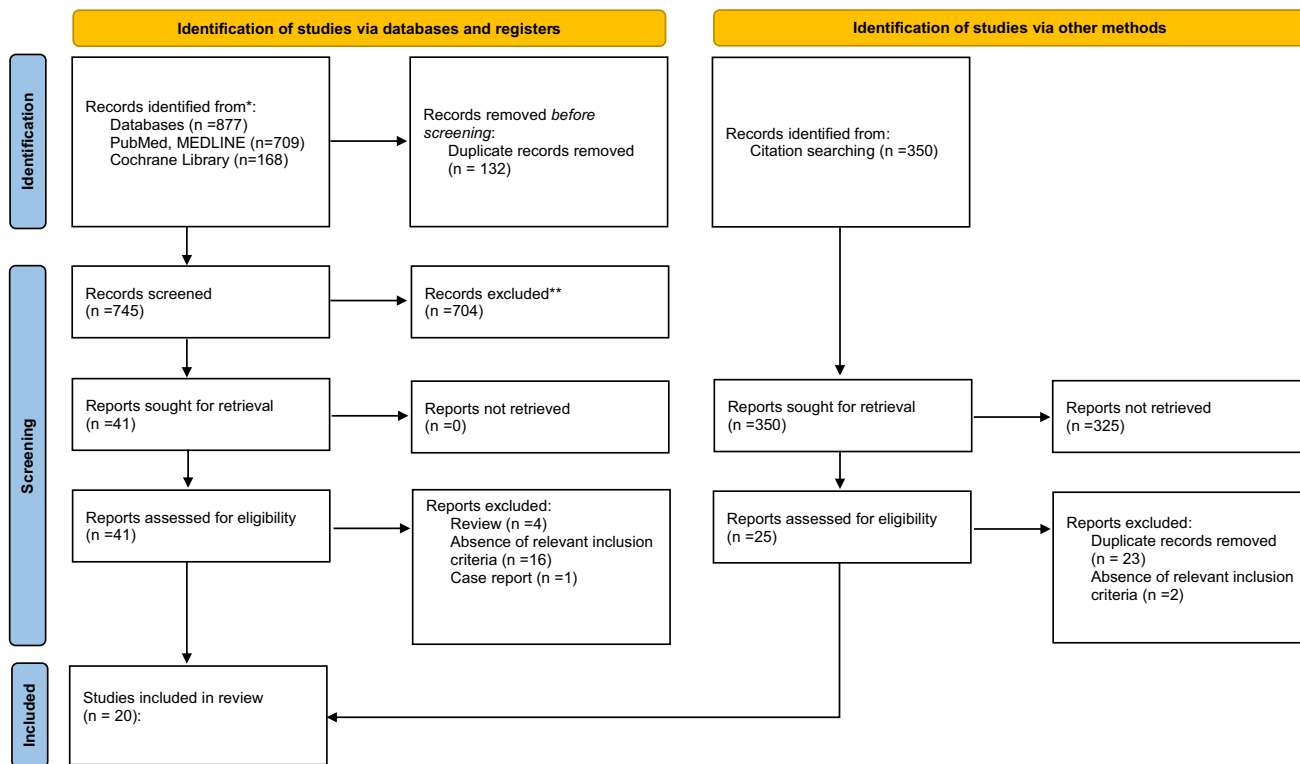 Identification of studies via databases and registers
Identification of studies via other methods
Identification
Records identified from*:
Databases (n =877)
PubMed, MEDLINE (n=709)
Cochrane Library (n=168)
Records removed before
screening:
Duplicate records removed
(n = 132)
Records identified from:
Citation searching (n =350)
Screening
Records screened
(n =745)
Records excluded**
(n =704)
Reports sought for retrieval
(n =41)
Reports not retrieved
(n =0)
Reports sought for retrieval
(n =350)
Reports not retrieved
(n =325)
Reports assessed for eligibility
(n =41)
Reports excluded:
Review (n =4)
Absence of relevant inclusion
criteria (n =16)
Case report (n =1)
Reports assessed for eligibility
(n =25)
Reports excluded:
Duplicate records removed
(n = 23)
Absence of relevant inclusion
criteria (n =2)
Included
Studies included in review
(n = 20):